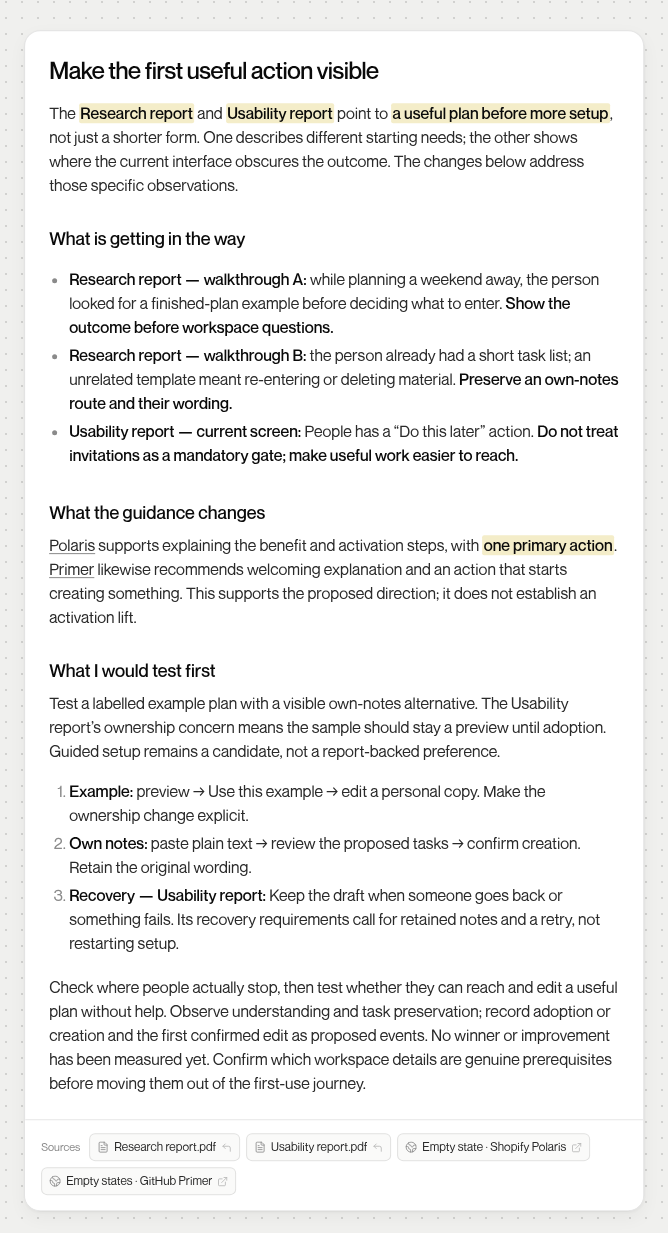 Make the first useful action visible
The Research report and Usability report point to a useful plan before more setup,
not just a shorter form. One describes different starting needs; the other shows
where the current interface obscures the outcome. The changes below address
those specific observations.
What is getting in the way
• Research report — walkthrough A: while planning a weekend away, the person
looked for a finished-plan example before deciding what to enter. Show the
outcome before workspace questions.
• Research report — walkthrough B: the person already had a short task list; an
unrelated template meant re-entering or deleting material. Preserve an own-notes
route and their wording.
• Usability report — current screen: People has a “Do this later” action. Do not treat
invitations as a mandatory gate; make useful work easier to reach.
What the guidance changes
Polaris supports explaining the benefit and activation steps, with one primary action.
Primer likewise recommends welcoming explanation and an action that starts
creating something. This supports the proposed direction; it does not establish an
activation lift.
What I would test first
Test a labelled example plan with a visible own-notes alternative. The Usability
report’s ownership concern means the sample should stay a preview until adoption.
Guided setup remains a candidate, not a report-backed preference.
1. Example: preview → Use this example → edit a personal copy. Make the
ownership change explicit.
2. Own notes: paste plain text → review the proposed tasks → confirm creation.
Retain the original wording.
3. Recovery — Usability report: Keep the draft when someone goes back or
something fails. Its recovery requirements call for retained notes and a retry, not
restarting setup.
Check where people actually stop, then test whether they can reach and edit a useful
plan without help. Observe understanding and task preservation; record adoption or
creation and the first confirmed edit as proposed events. No winner or improvement
has been measured yet. Confirm which workspace details are genuine prerequisites
before moving them out of the first-use journey.
Sources Research report.pdf Usability report.pdf Empty state · Shopify Polaris
Empty states · GitHub Primer